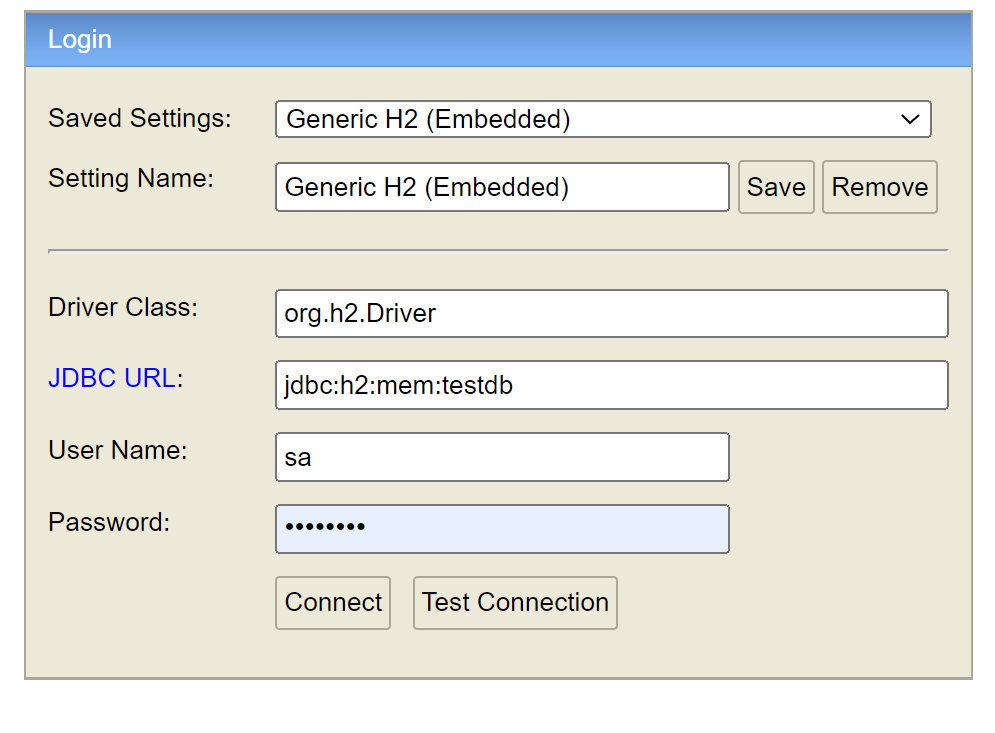 Login
Saved Settings: Generic H2 (Embedded)
Setting Name: Generic H2 (Embedded) Save Remove
Driver Class: org.h2.Driver
JDBC URL: jdbc:h2:mem:testdb
User Name: sa
Password: ••••••••
Connect Test Connection